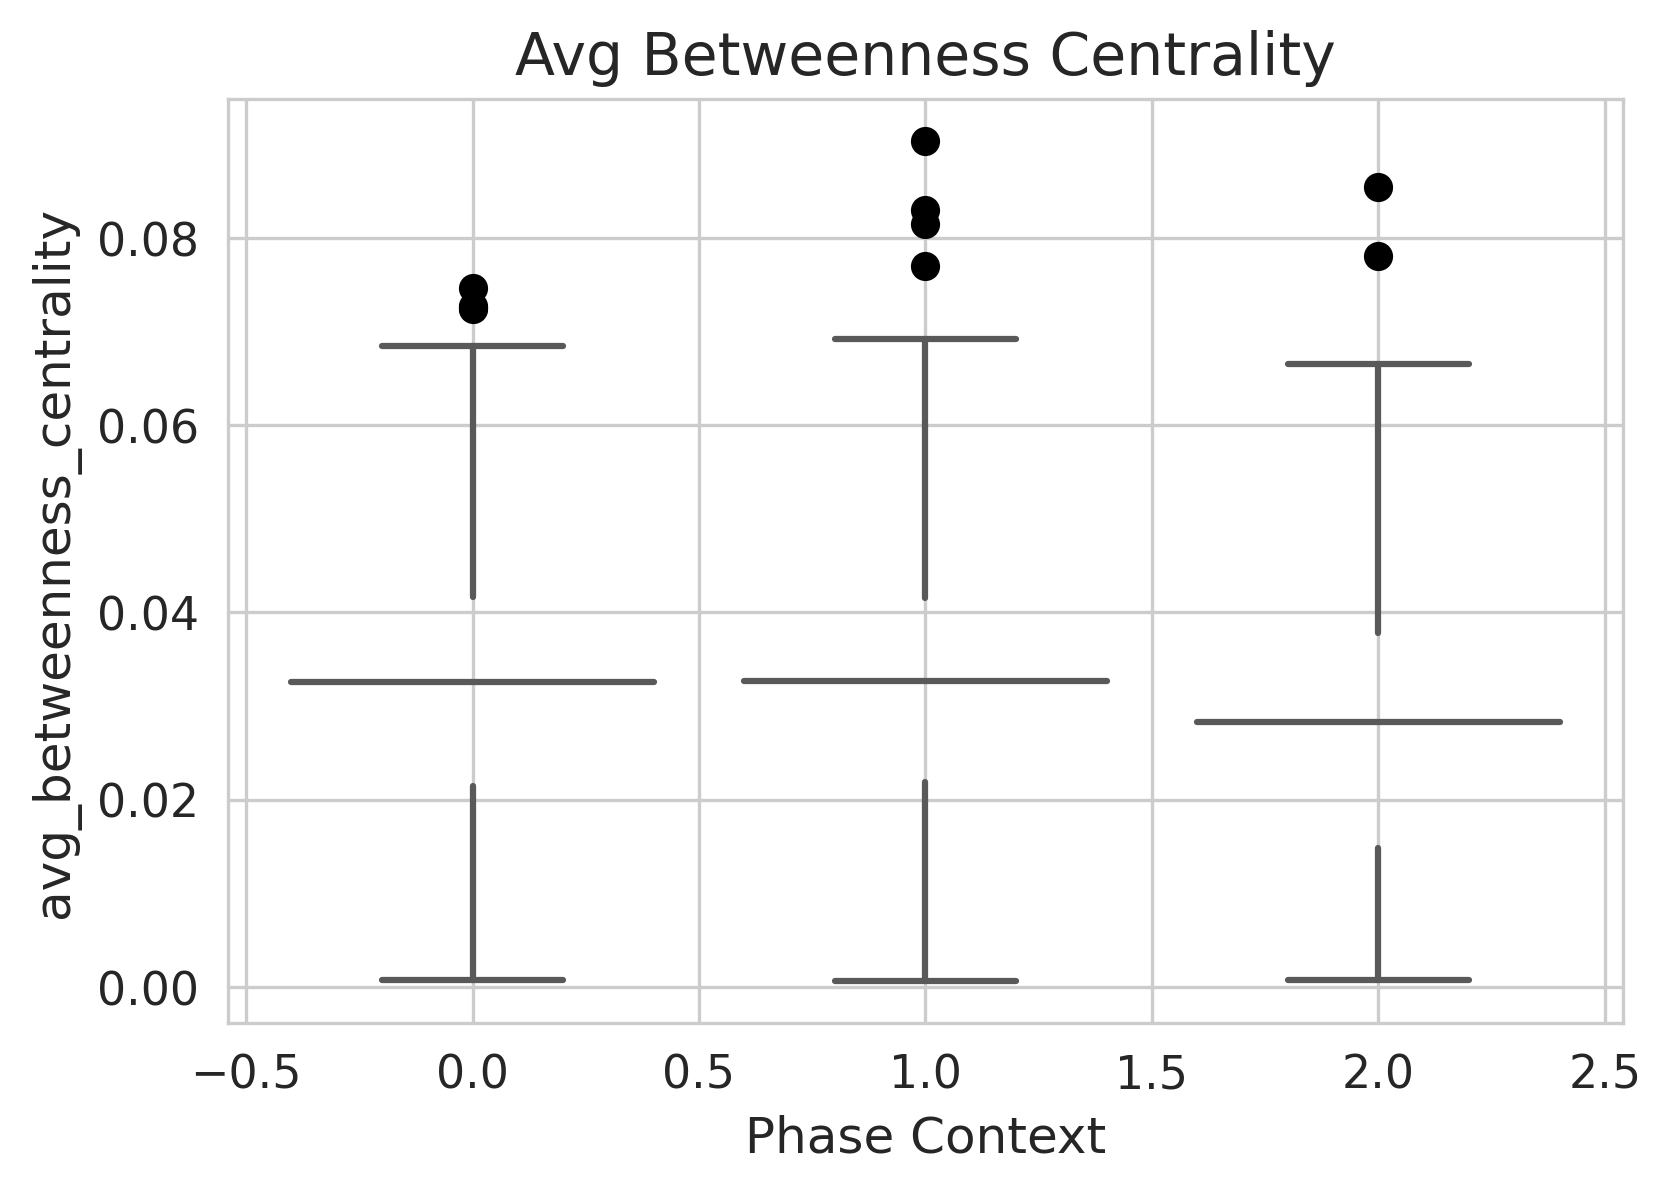 Avg Betweenness Centrality
avg_betweenness_centrality
0.08
0.06
0.04
0.02
0.00
−0.5 0.0 0.5 1.0 1.5 2.0 2.5
Phase Context